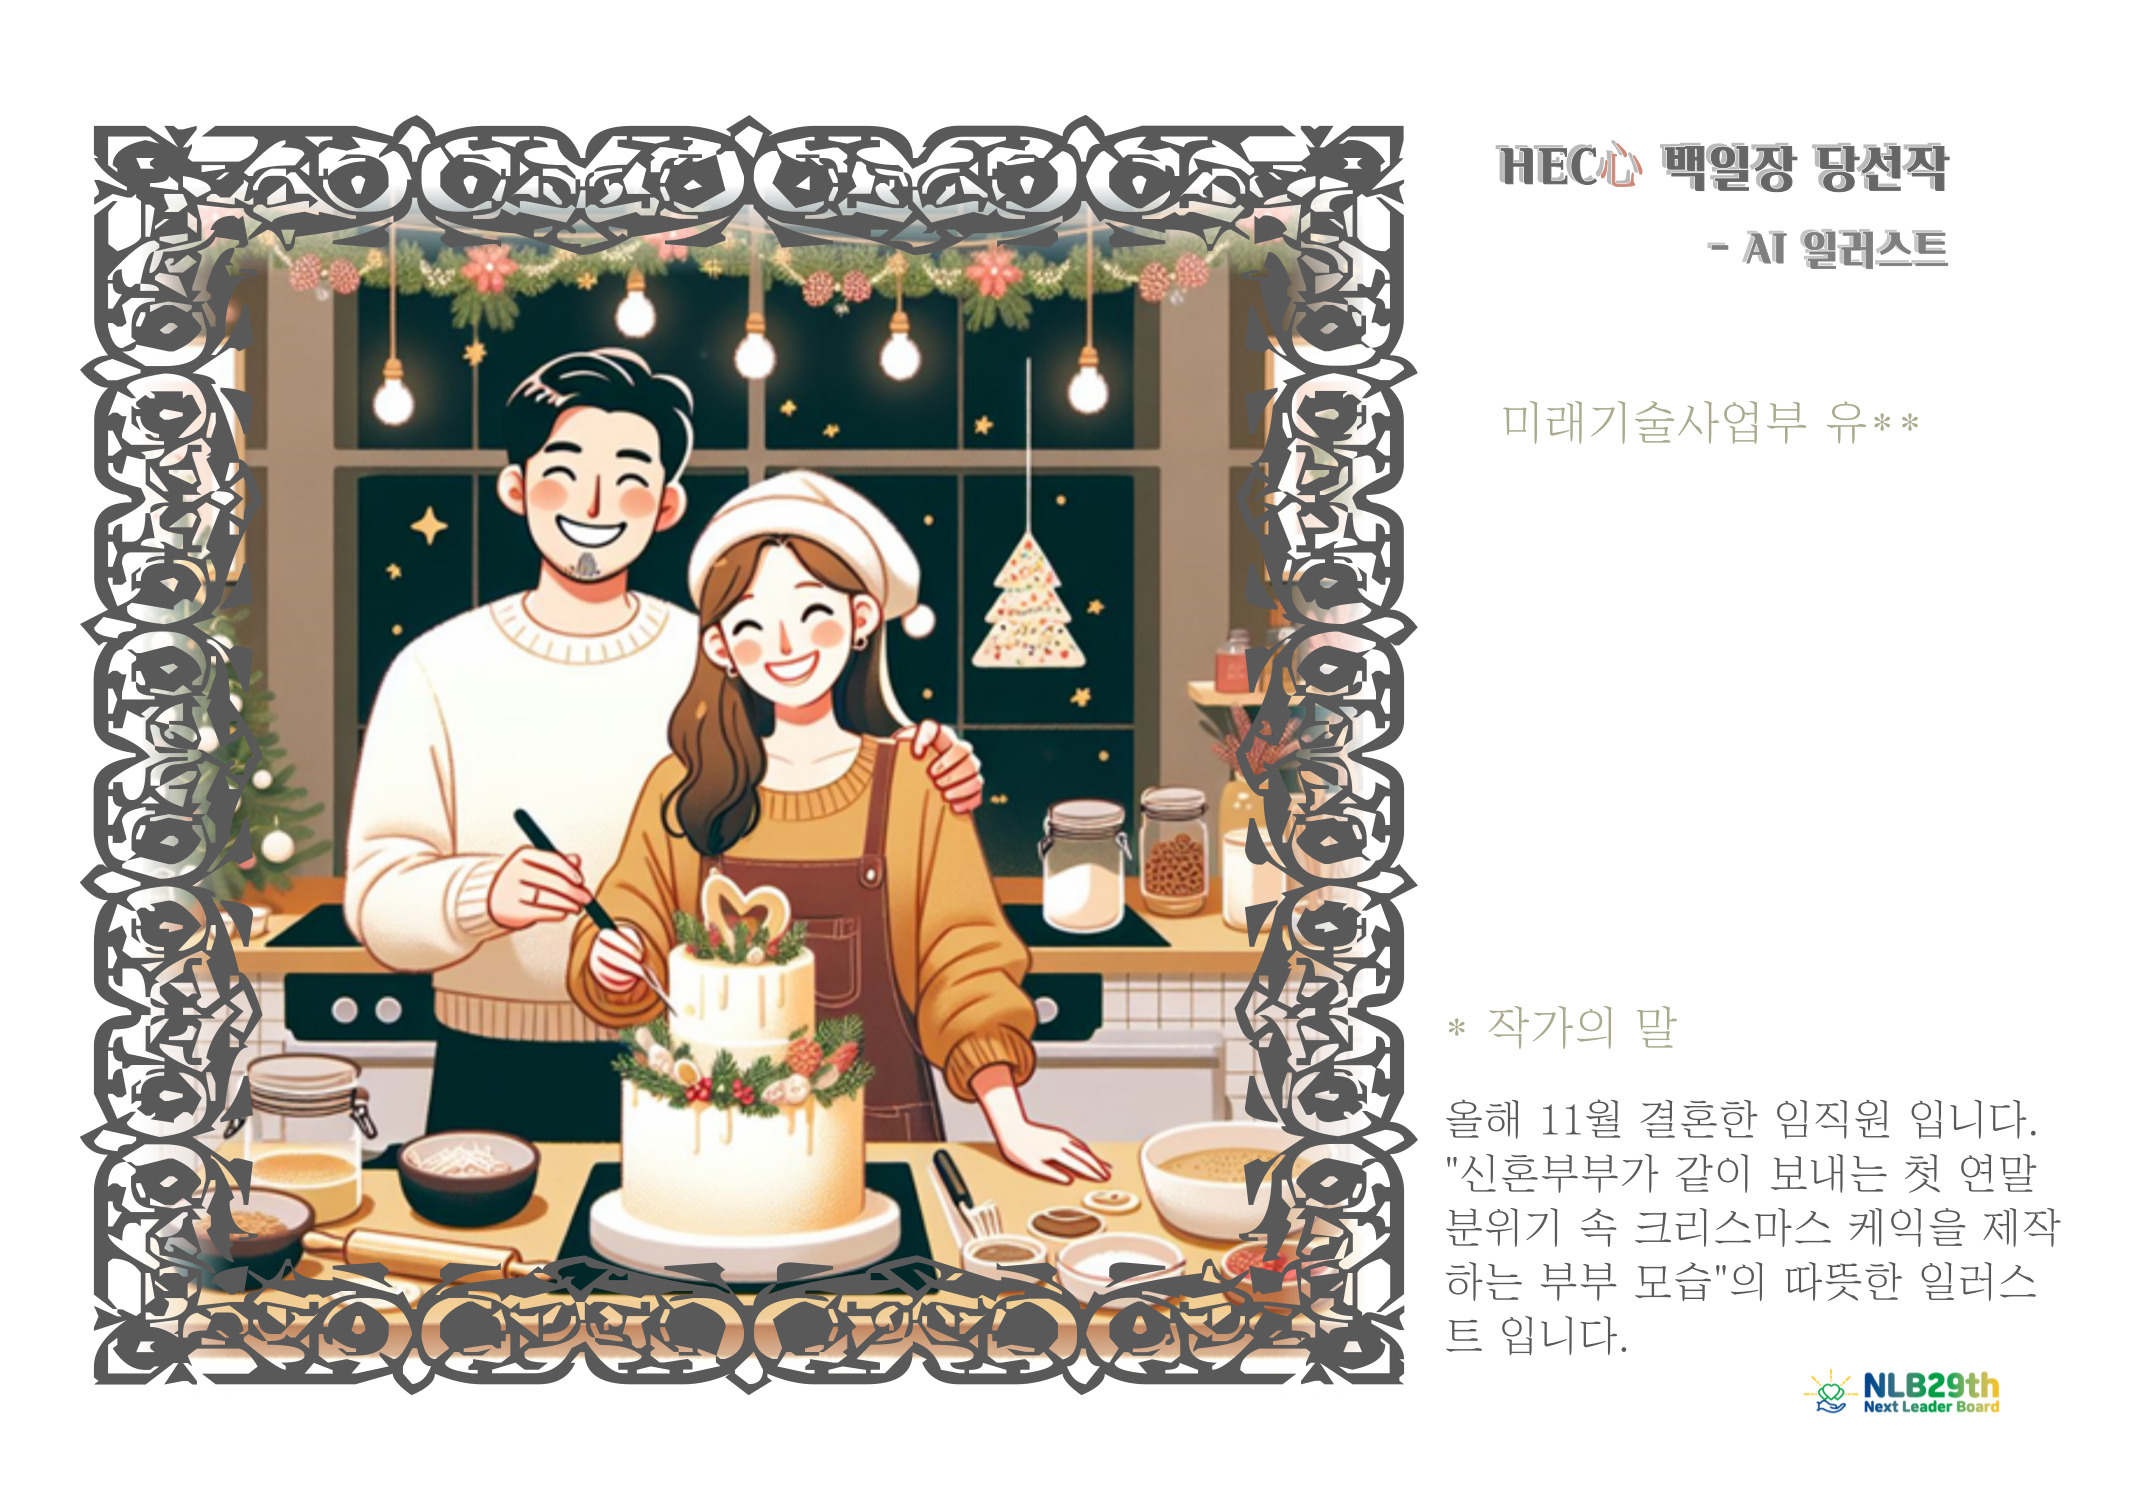 HEC心 백일장 당선작
- AI 일러스트
미래기술사업부 유**
* 작가의 말
올해 11월 결혼한 임직원 입니다.
"신혼부부가 같이 보내는 첫 연말
분위기 속 크리스마스 케익을 제작
하는 부부 모습"의 따뜻한 일러스
트 입니다.
NLB29th
Next Leader Board